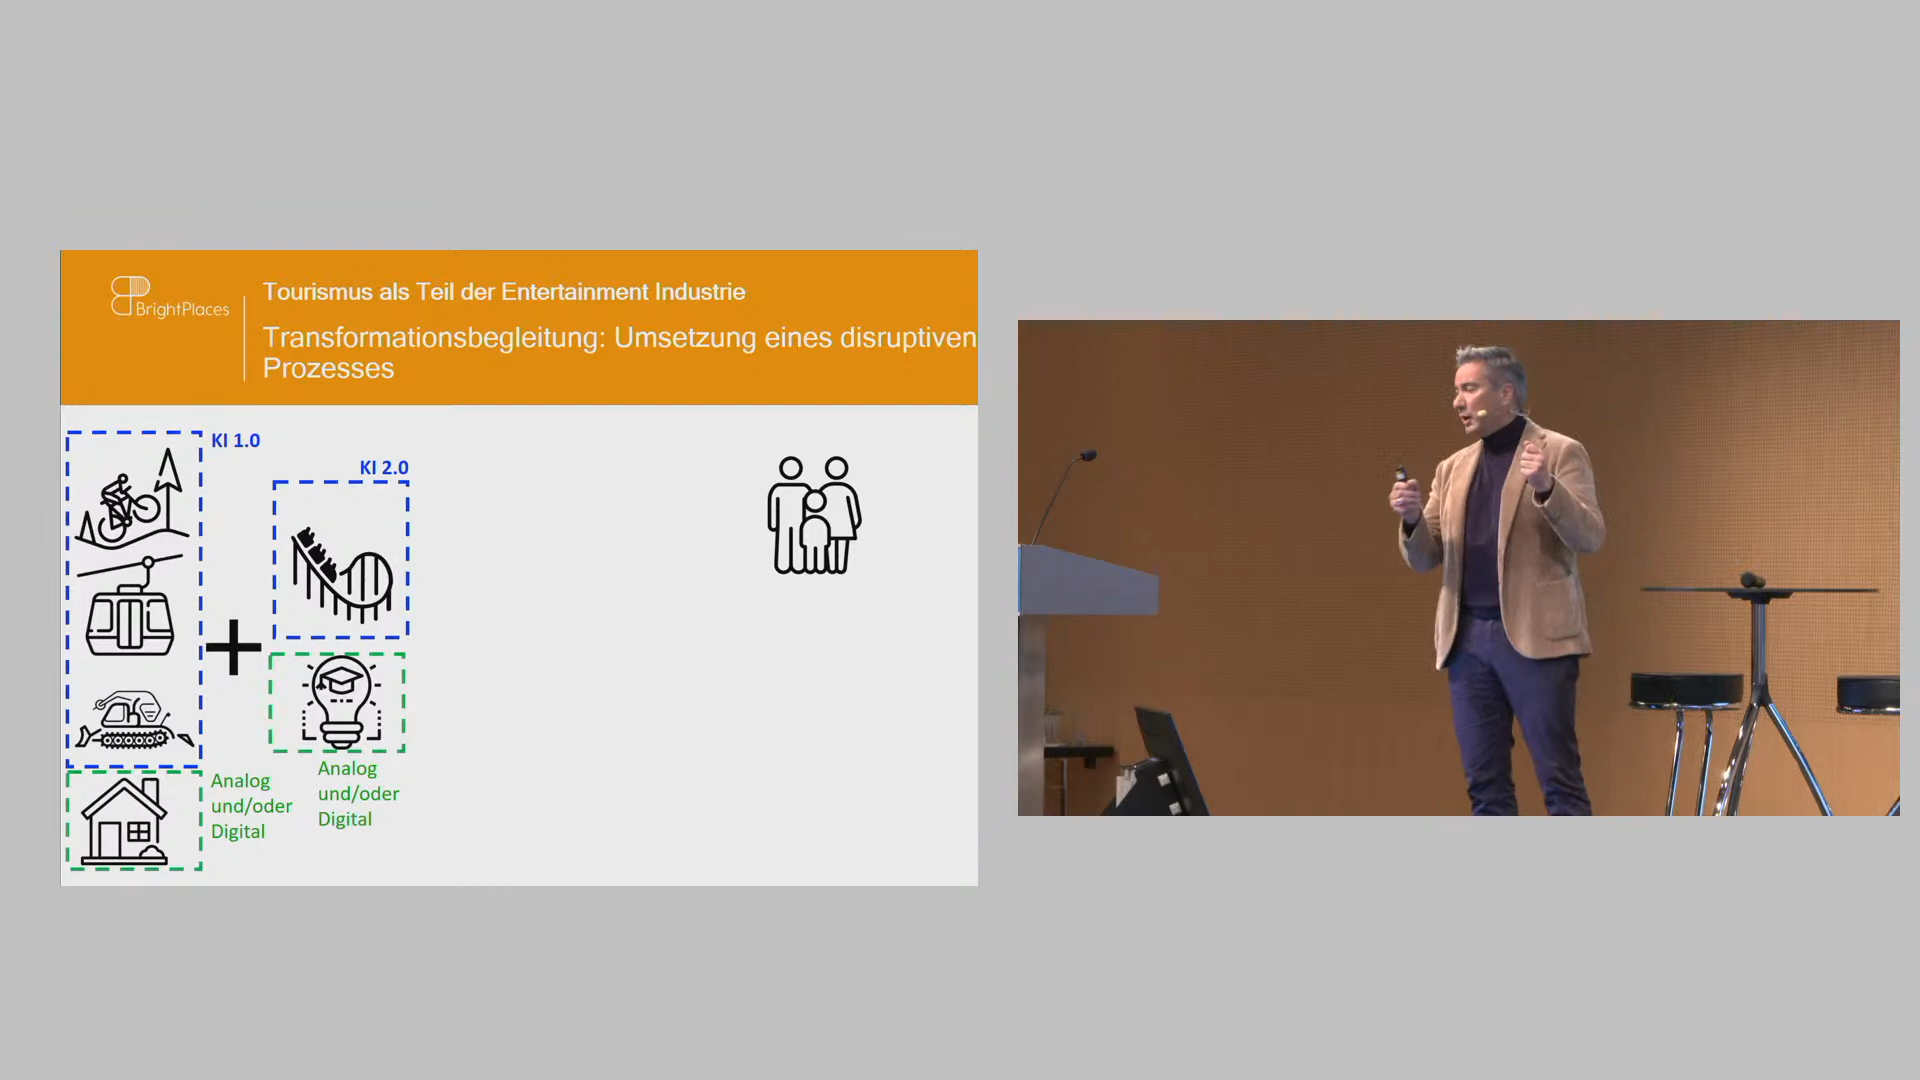 BrightPlaces
Tourismus als Teil der Entertainment Industrie
Transformationsbegleitung: Umsetzung eines disruptiven
Prozesses
KI 1.0
KI 2.0
Analog
und/oder
Digital
Analog
und/oder
Digital